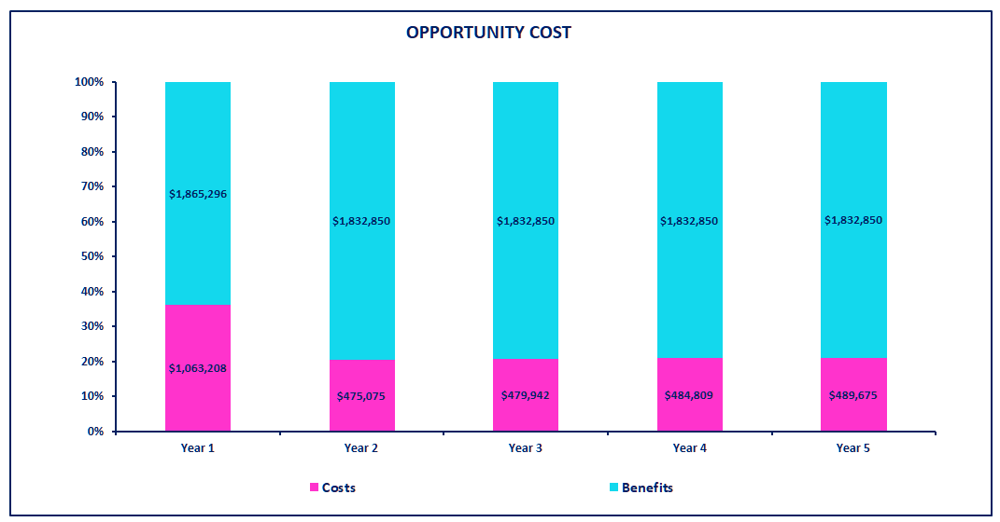 OPPORTUNITY COST
100%
90%
80%
70%
60%
50%
40%
30%
20%
10%
0%
$1,865,296
$1,832,850
$1,832,850
$1,832,850
$1,832,850
$1,063,208
$475,075
$479,942
$484,809
$489,675
Year 1
Year 2
Year 3
Year 4
Year 5
Costs
Benefits